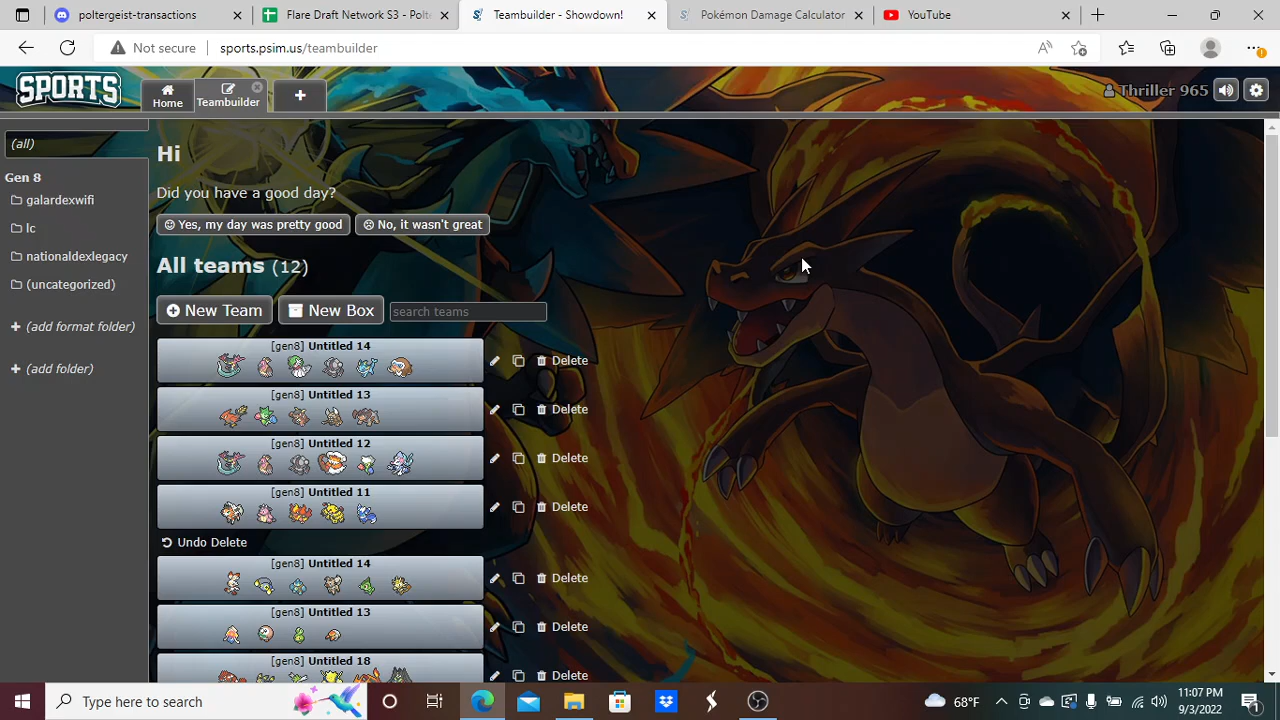 poltergeist-transactions
Flare Draft Network S3 - Polte
Teambuilder - Showdown!
Pokémon Damage Calculator
YouTube
Not secure
sports.psim.us/teambuilder
SPORTS
Home
Teambuilder
Thriller 965
(all)
Gen 8
galardexwifi
lc
nationaldexlegacy
(uncategorized)
(add format folder)
(add folder)
Hi
Did you have a good day?
Yes, my day was pretty good
No, it wasn't great
All teams (12)
New Team
New Box
search teams
[gen8] Untitled 14
Delete
[gen8] Untitled 13
Delete
[gen8] Untitled 12
Delete
[gen8] Untitled 11
Delete
Undo Delete
[gen8] Untitled 14
Delete
[gen8] Untitled 13
Delete
[gen8] Untitled 18
Delete
Type here to search
68°F
11:07 PM
9/3/2022
1